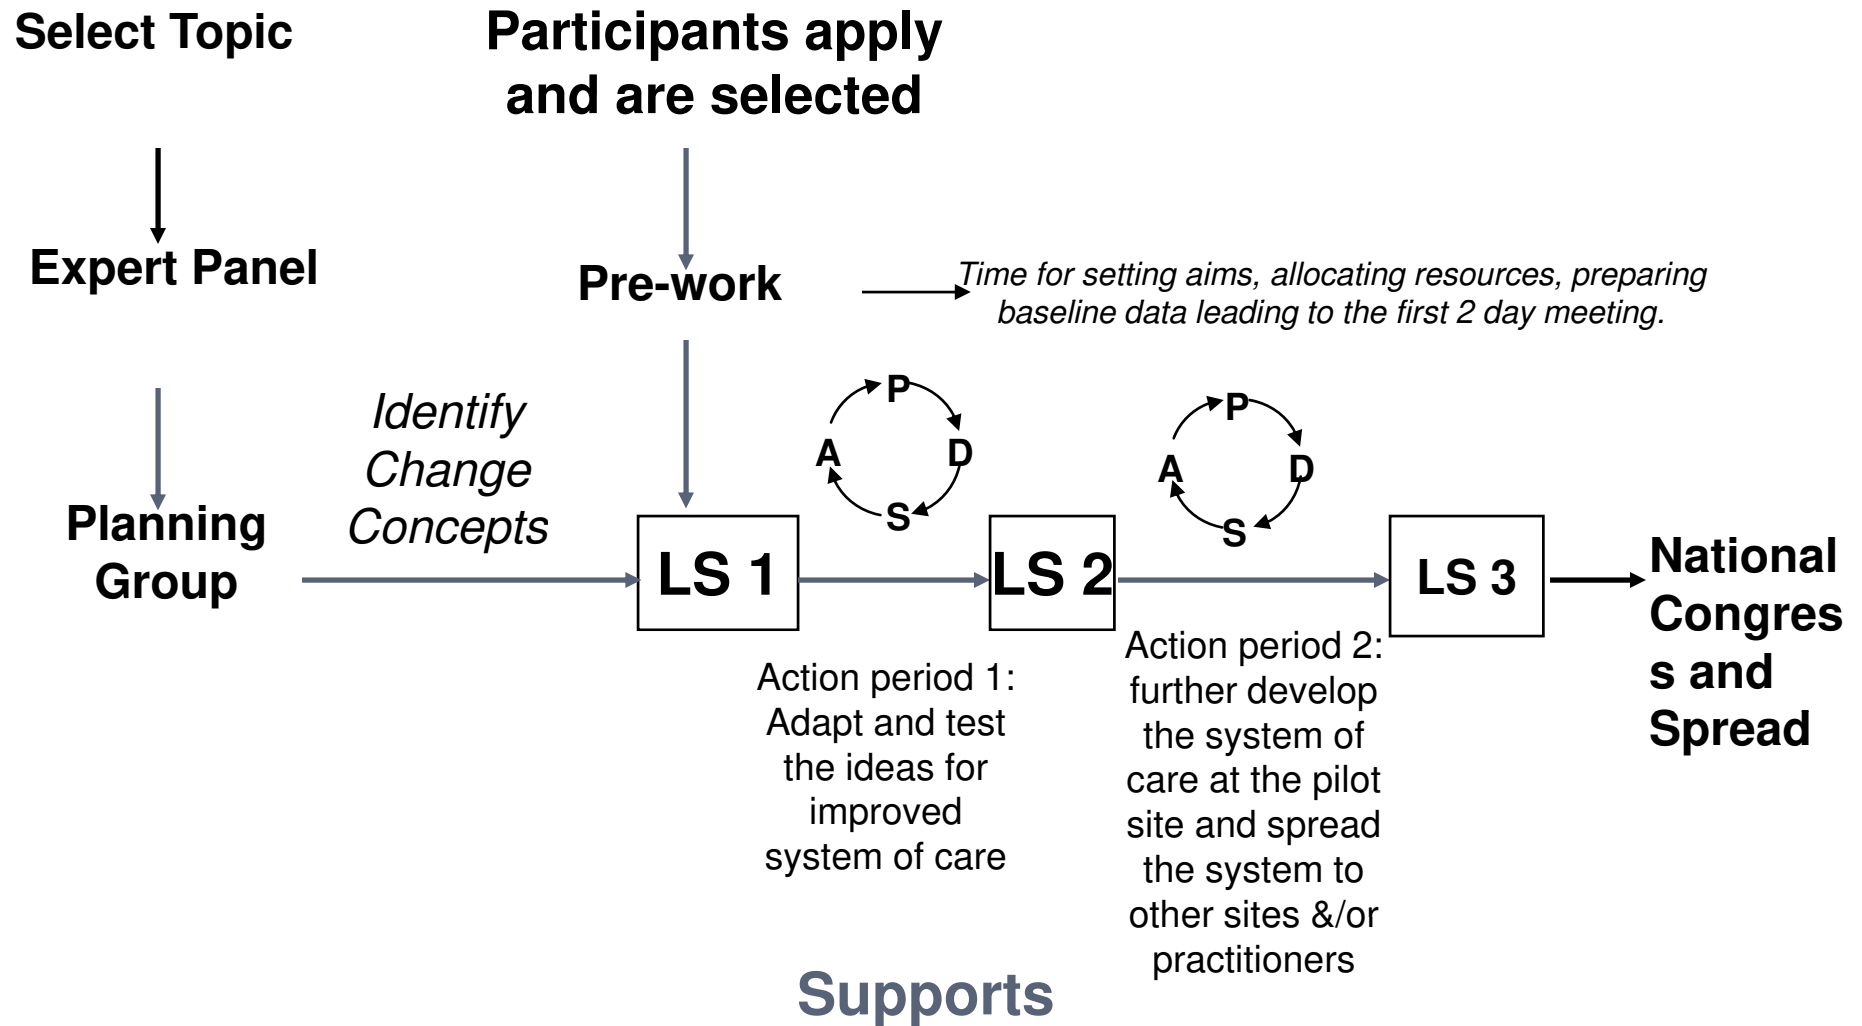 Select Topic
Participants apply
and are selected
Expert Panel
Pre-work
Time for setting aims, allocating resources, preparing
baseline data leading to the first 2 day meeting.
Identify
Change
Concepts
Planning
Group
P
A
D
S
P
A
D
S
LS 1
LS 2
LS 3
National
Congres
s and
Spread
Action period 1:
Adapt and test
the ideas for
improved
system of care
Action period 2:
further develop
the system of
care at the pilot
site and spread
the system to
other sites &/or
practitioners
Supports